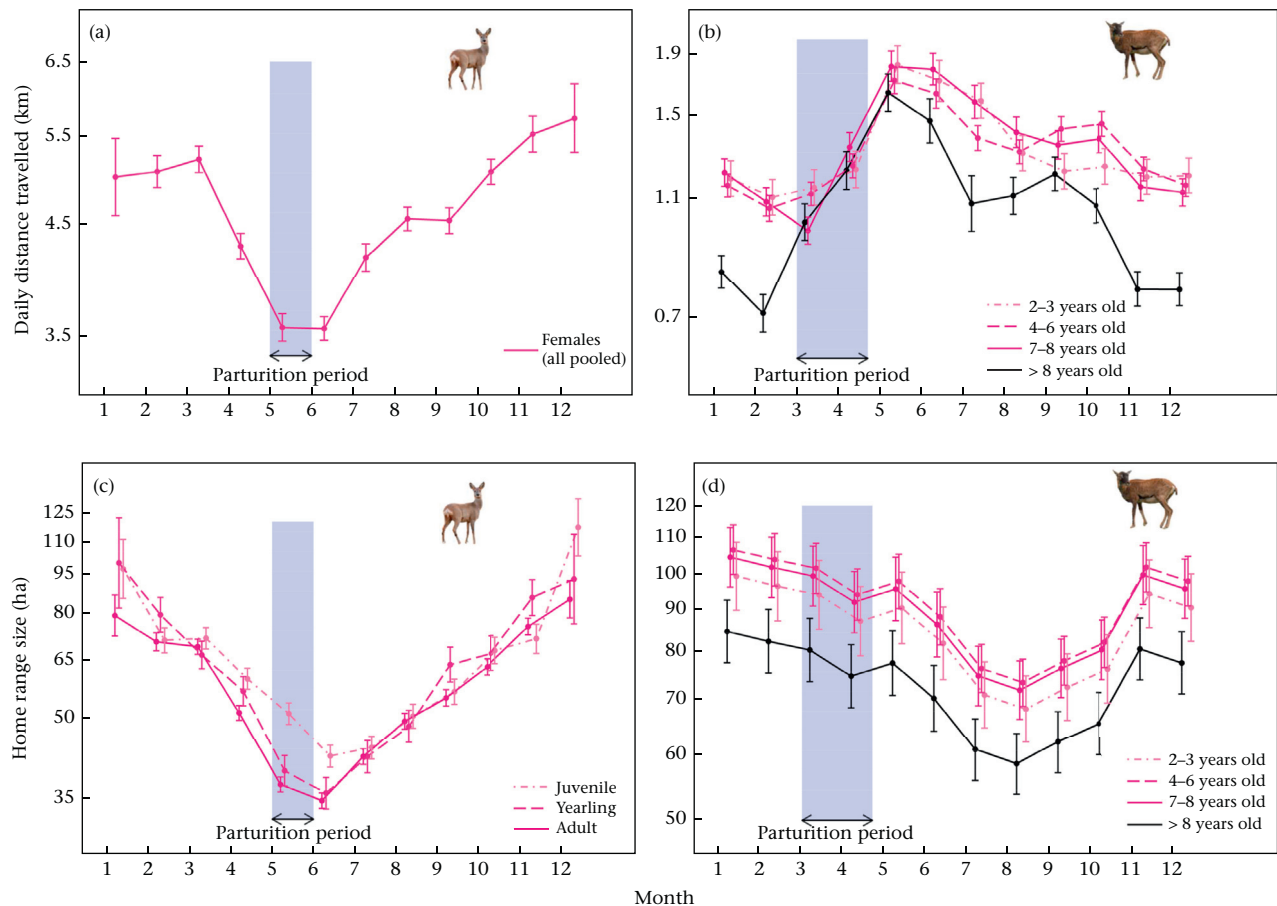 (a)
6.5
5.5
4.5
3.5
Daily distance travelled (km)
Females
(all pooled)
Parturition period
1 2 3 4 5 6 7 8 9 10 11 12
(b)
1.9
1.5
1.1
0.7
2–3 years old
4–6 years old
7–8 years old
> 8 years old
Parturition period
1 2 3 4 5 6 7 8 9 10 11 12
(c)
125
110
95
80
65
50
35
Home range size (ha)
Juvenile
Yearling
Adult
Parturition period
1 2 3 4 5 6 7 8 9 10 11 12
(d)
120
100
90
80
70
60
50
2–3 years old
4–6 years old
7–8 years old
> 8 years old
Parturition period
1 2 3 4 5 6 7 8 9 10 11 12
Month